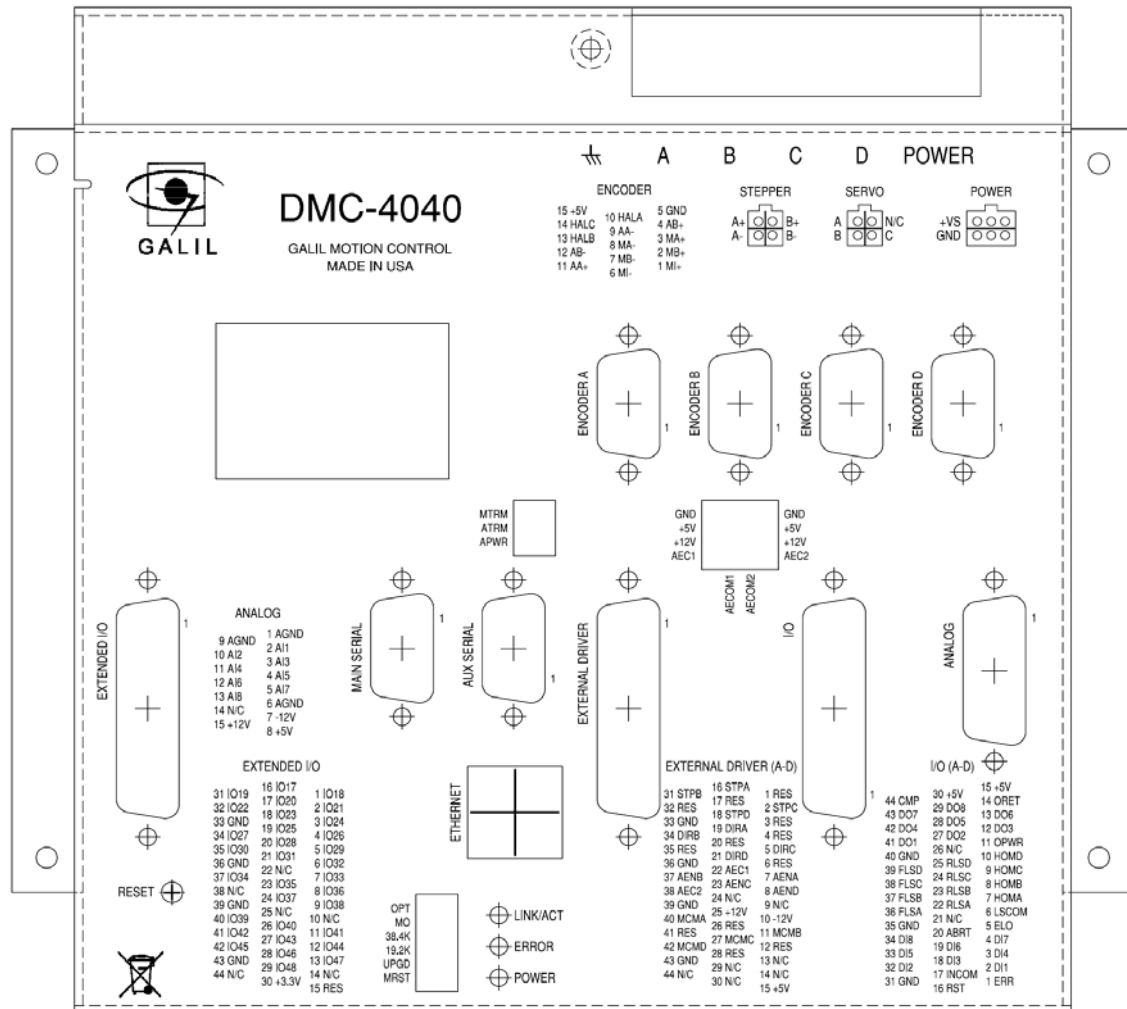 A B C D POWER
GALIL
DMC-4040
GALIL MOTION CONTROL
MADE IN USA
ENCODER
15 +5V
14 HALC
13 HALB
12 AB-
11 AA+
10 HALA
9 AA-
8 MA-
7 MB-
6 MI-
5 GND
4 AB+
3 MA+
2 MB+
1 MI+
STEPPER
A+ B+
A- B-
SERVO
A N/C
B C
POWER
+VS
GND
ENCODER A
1
ENCODER B
1
ENCODER C
1
ENCODER D
1
MTRM
ATRM
APWR
GND
+5V
+12V
AEC1
GND
+5V
+12V
AEC2
AECOM1
AECOM2
EXTENDED I/O
1
ANALOG
9 AGND
10 AI2
11 AI4
12 AI6
13 AI8
14 N/C
15 +12V
1 AGND
2 AI1
3 AI3
4 AI5
5 AI7
6 AGND
7 -12V
8 +5V
MAIN SERIAL
1
AUX SERIAL
1
EXTERNAL DRIVER
1
I/O
1
ANALOG
1
EXTENDED I/O
31 IO19
32 IO22
33 GND
34 IO27
35 IO30
36 GND
37 IO34
38 N/C
39 GND
40 IO39
41 IO42
42 IO45
43 GND
44 N/C
16 IO17
17 IO20
18 IO23
19 IO25
20 IO28
21 IO31
22 N/C
23 IO35
24 IO37
25 N/C
26 IO40
27 IO43
28 IO46
29 IO48
30 +3.3V
1 IO18
2 IO21
3 IO24
4 IO26
5 IO29
6 IO32
7 IO33
8 IO36
9 IO38
10 N/C
11 IO41
12 IO44
13 IO47
14 N/C
15 RES
ETHERNET
RESET
OPT
MO
38.4K
19.2K
UPGD
MRST
LINK/ACT
ERROR
POWER
EXTERNAL DRIVER (A-D)
31 STPB
32 RES
33 GND
34 DIRB
35 RES
36 GND
37 AENB
38 AEC2
39 GND
40 MCMA
41 RES
42 MCMD
43 GND
44 N/C
16 STPA
17 RES
18 STPD
19 DIRA
20 RES
21 DIRD
22 AEC1
23 AENC
24 N/C
25 +12V
26 RES
27 MCMC
28 RES
29 N/C
30 N/C
1 RES
2 STPC
3 RES
4 RES
5 DIRC
6 RES
7 AENA
8 AEND
9 N/C
10 -12V
11 MCMB
12 RES
13 N/C
14 N/C
15 +5V
I/O (A-D)
44 CMP
43 DO7
42 DO4
41 DO1
40 GND
39 FLSD
38 FLSC
37 FLSB
36 FLSA
35 GND
34 DI8
33 DI5
32 DI2
31 GND
30 +5V
29 DO8
28 DO5
27 DO2
26 N/C
25 RLSD
24 RLSC
23 RLSB
22 RLSA
21 N/C
20 ABRT
19 DI6
18 DI3
17 INCOM
16 RST
15 +5V
14 ORET
13 DO6
12 DO3
11 OPWR
10 HOMD
9 HOMC
8 HOMB
7 HOMA
6 LSCOM
5 ELO
4 DI7
3 DI4
2 DI1
1 ERR